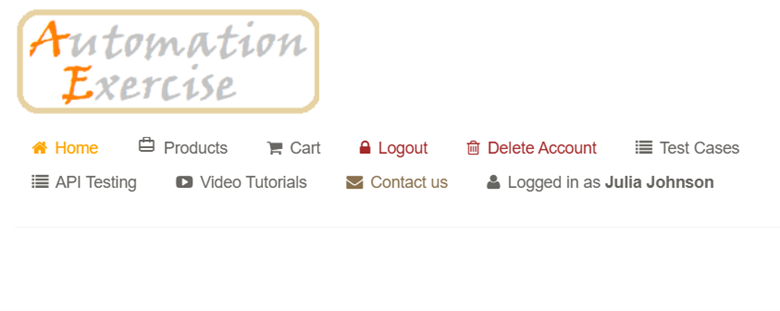 Automation
Exercise
Home Products Cart Logout Delete Account Test Cases
API Testing Video Tutorials Contact us Logged in as Julia Johnson